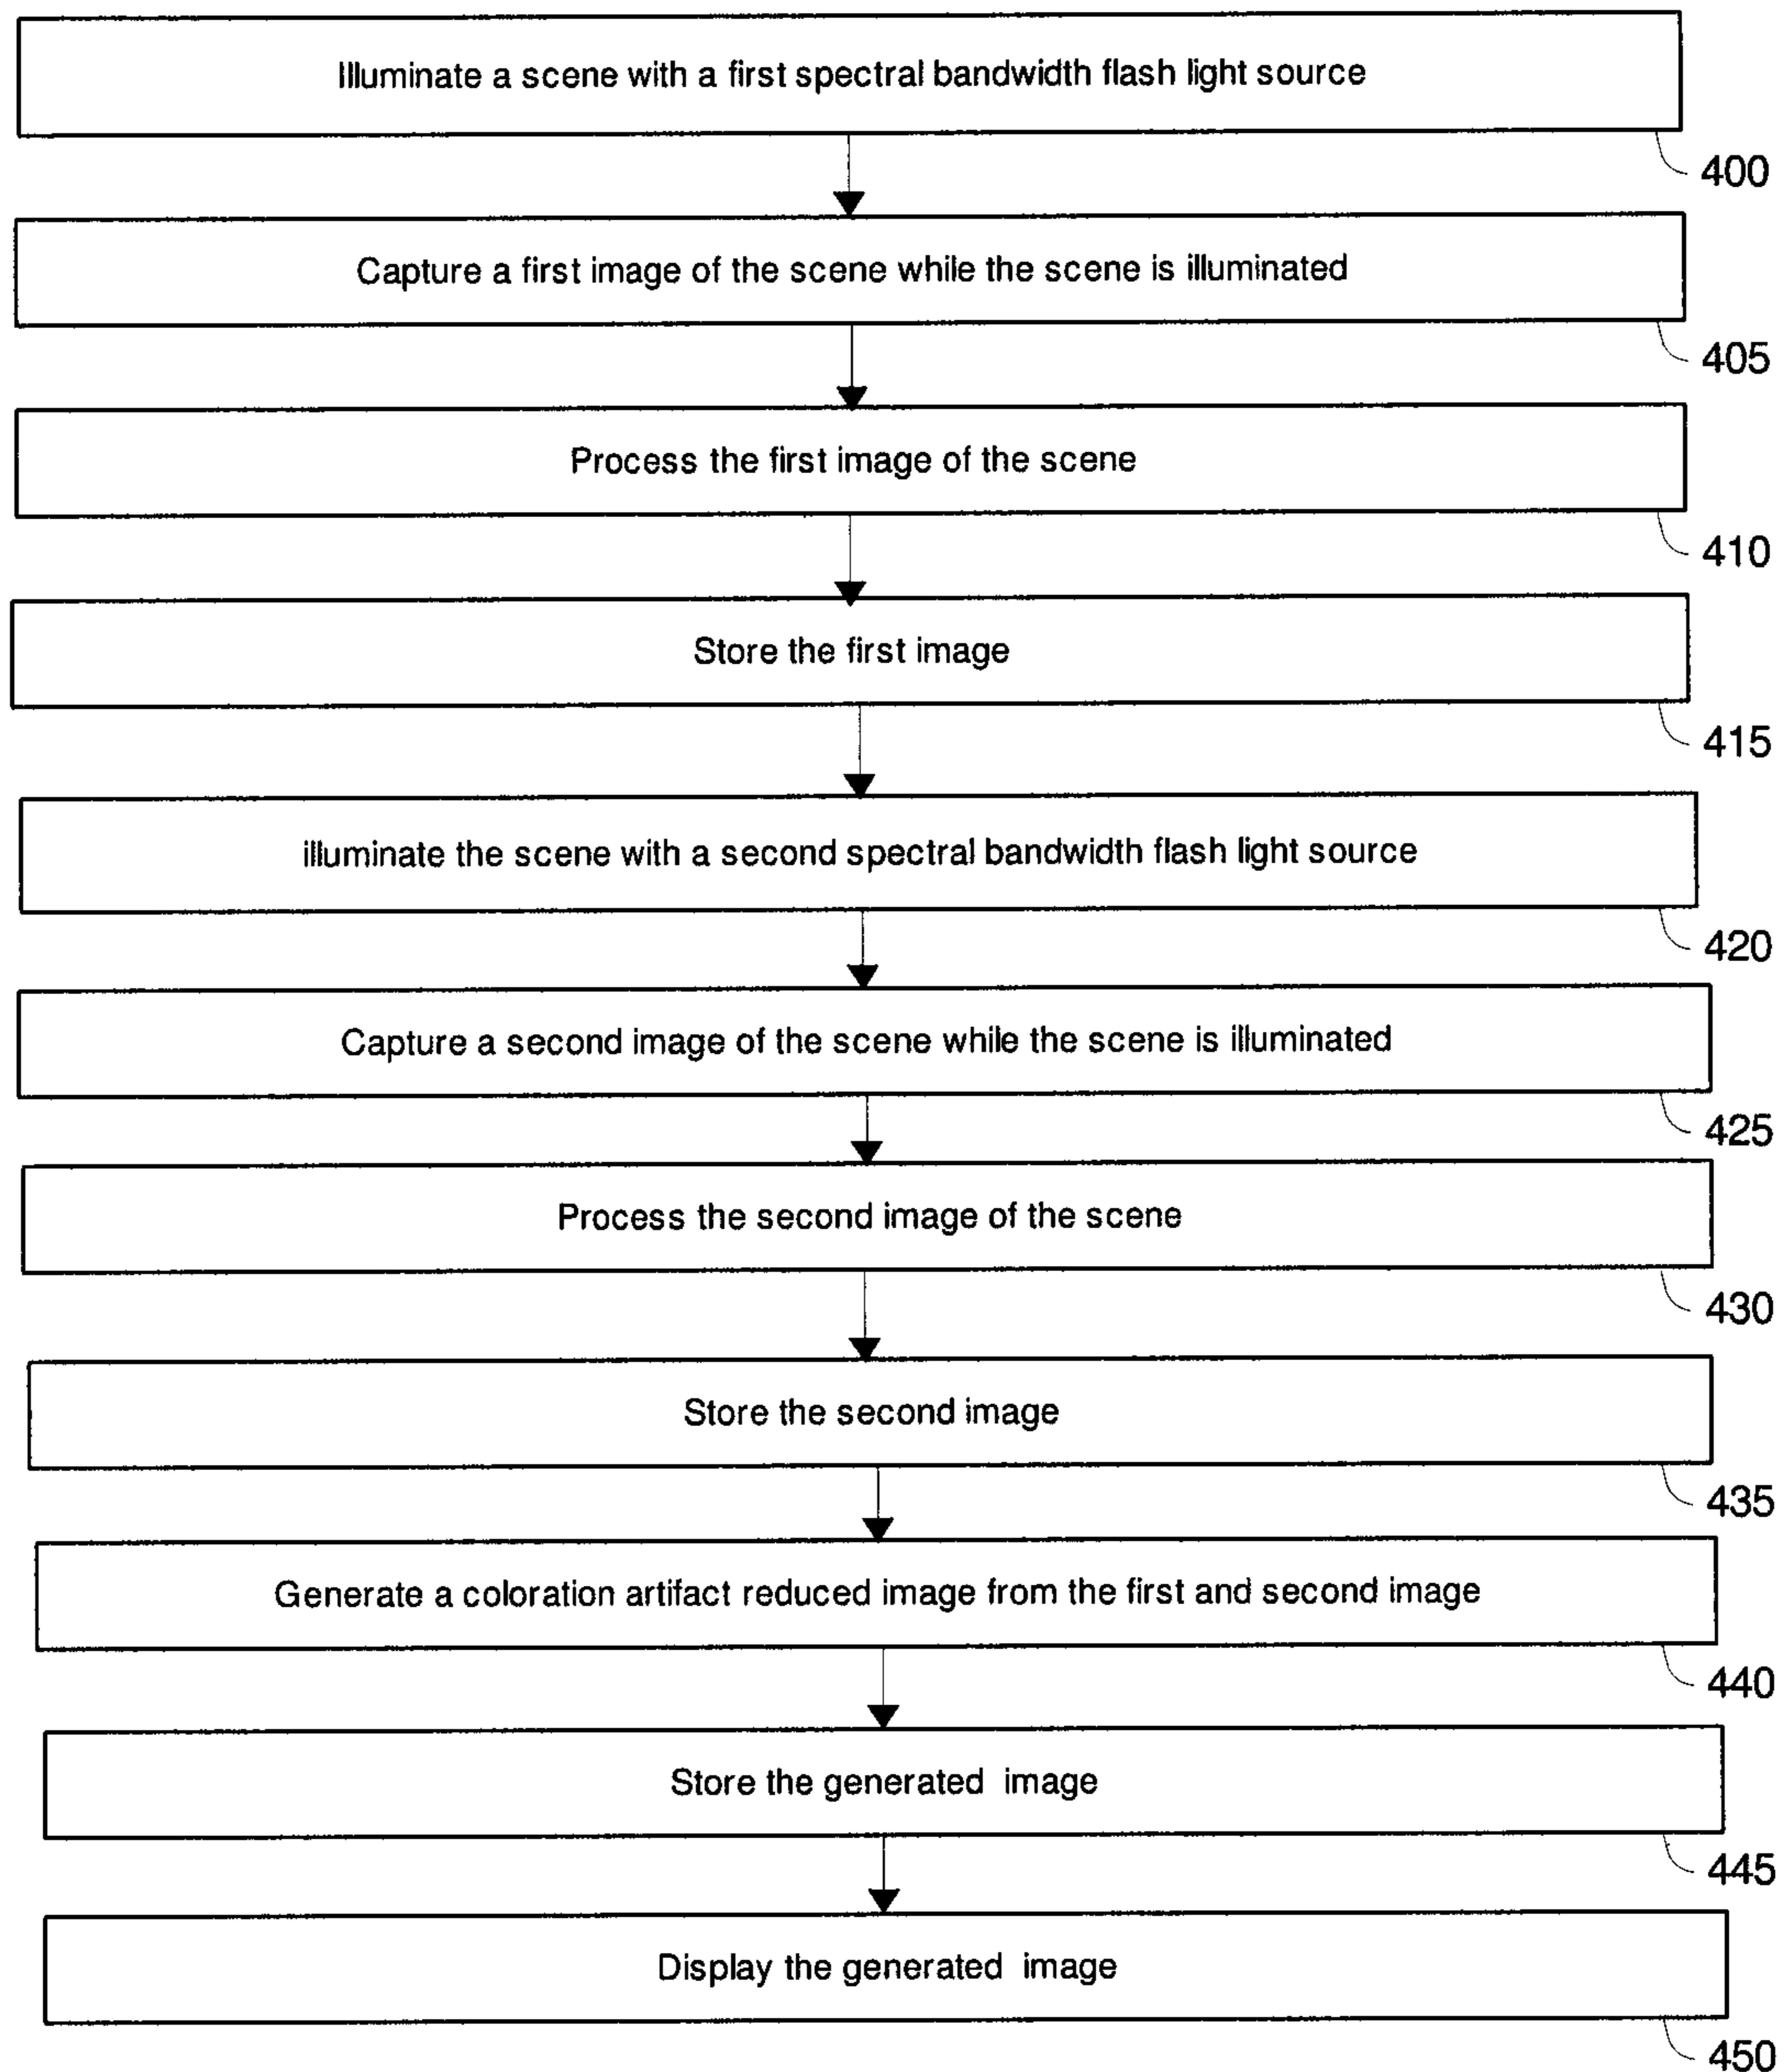 Illuminate a scene with a first spectral bandwidth flash light source
400
Capture a first image of the scene while the scene is illuminated
405
Process the first image of the scene
410
Store the first image
415
illuminate the scene with a second spectral bandwidth flash light source
420
Capture a second image of the scene while the scene is illuminated
425
Process the second image of the scene
430
Store the second image
435
Generate a coloration artifact reduced image from the first and second image
440
Store the generated image
445
Display the generated image
450